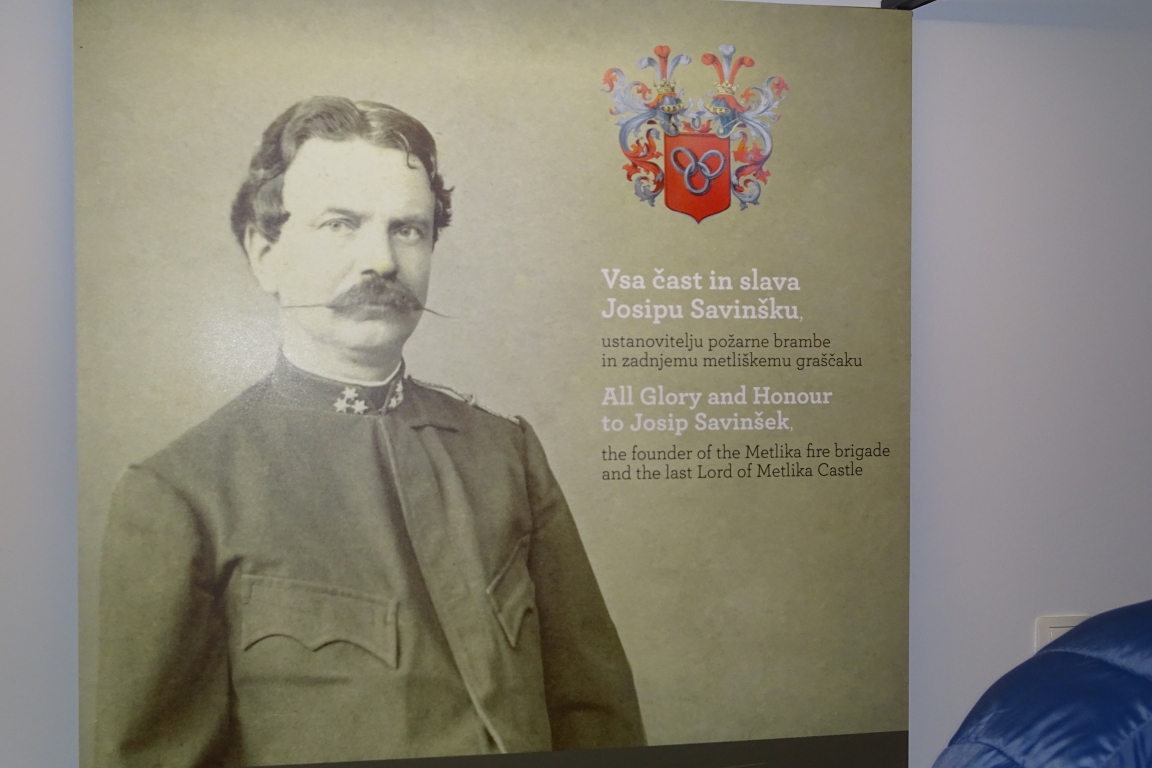 Vsa čast in slava
Josipu Savinšku,
ustanovitelju požarne brambe
in zadnjemu metliškemu graščaku
All Glory and Honour
to Josip Savinšek,
the founder of the Metlika fire brigade
and the last Lord of Metlika Castle